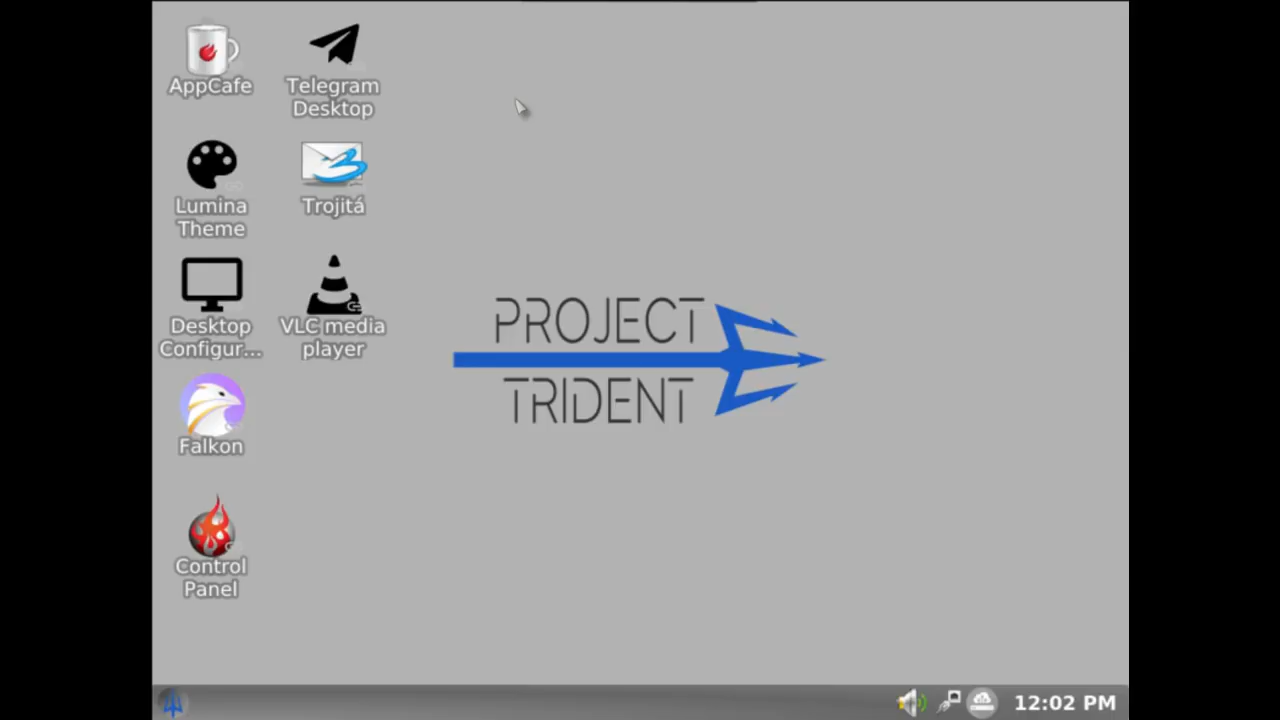 AppCafe
Telegram
Desktop
Lumina
Theme
Trojitá
Desktop
Configur...
VLC media
player
PROJECT
TRIDENT
Falkon
Control
Panel
12:02 PM